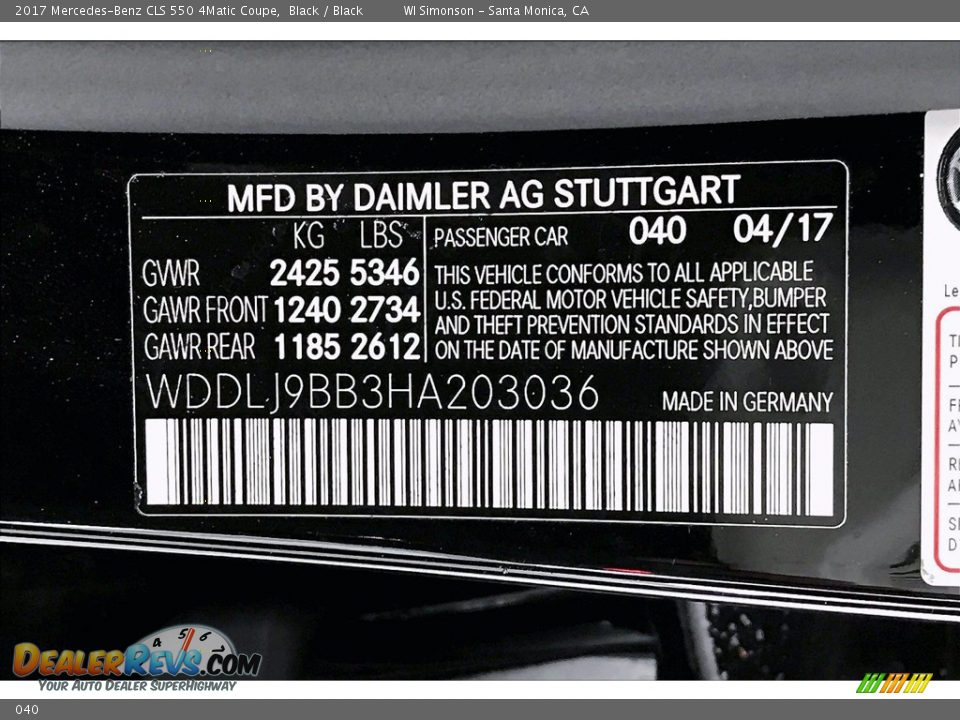 2017 Mercedes-Benz CLS 550 4Matic Coupe, Black / Black WI Simonson - Santa Monica, CA
MFD BY DAIMLER AG STUTTGART
KG LBS
GVWR 2425 5346
GAWR FRONT 1240 2734
GAWR REAR 1185 2612
PASSENGER CAR 040 04/17
THIS VEHICLE CONFORMS TO ALL APPLICABLE
U.S. FEDERAL MOTOR VEHICLE SAFETY,BUMPER
AND THEFT PREVENTION STANDARDS IN EFFECT
ON THE DATE OF MANUFACTURE SHOWN ABOVE
WDDLJ9BB3HA203036
MADE IN GERMANY
4 5 6
DEALERREVS.COM
YOUR AUTO DEALER SUPERHIGHWAY
040